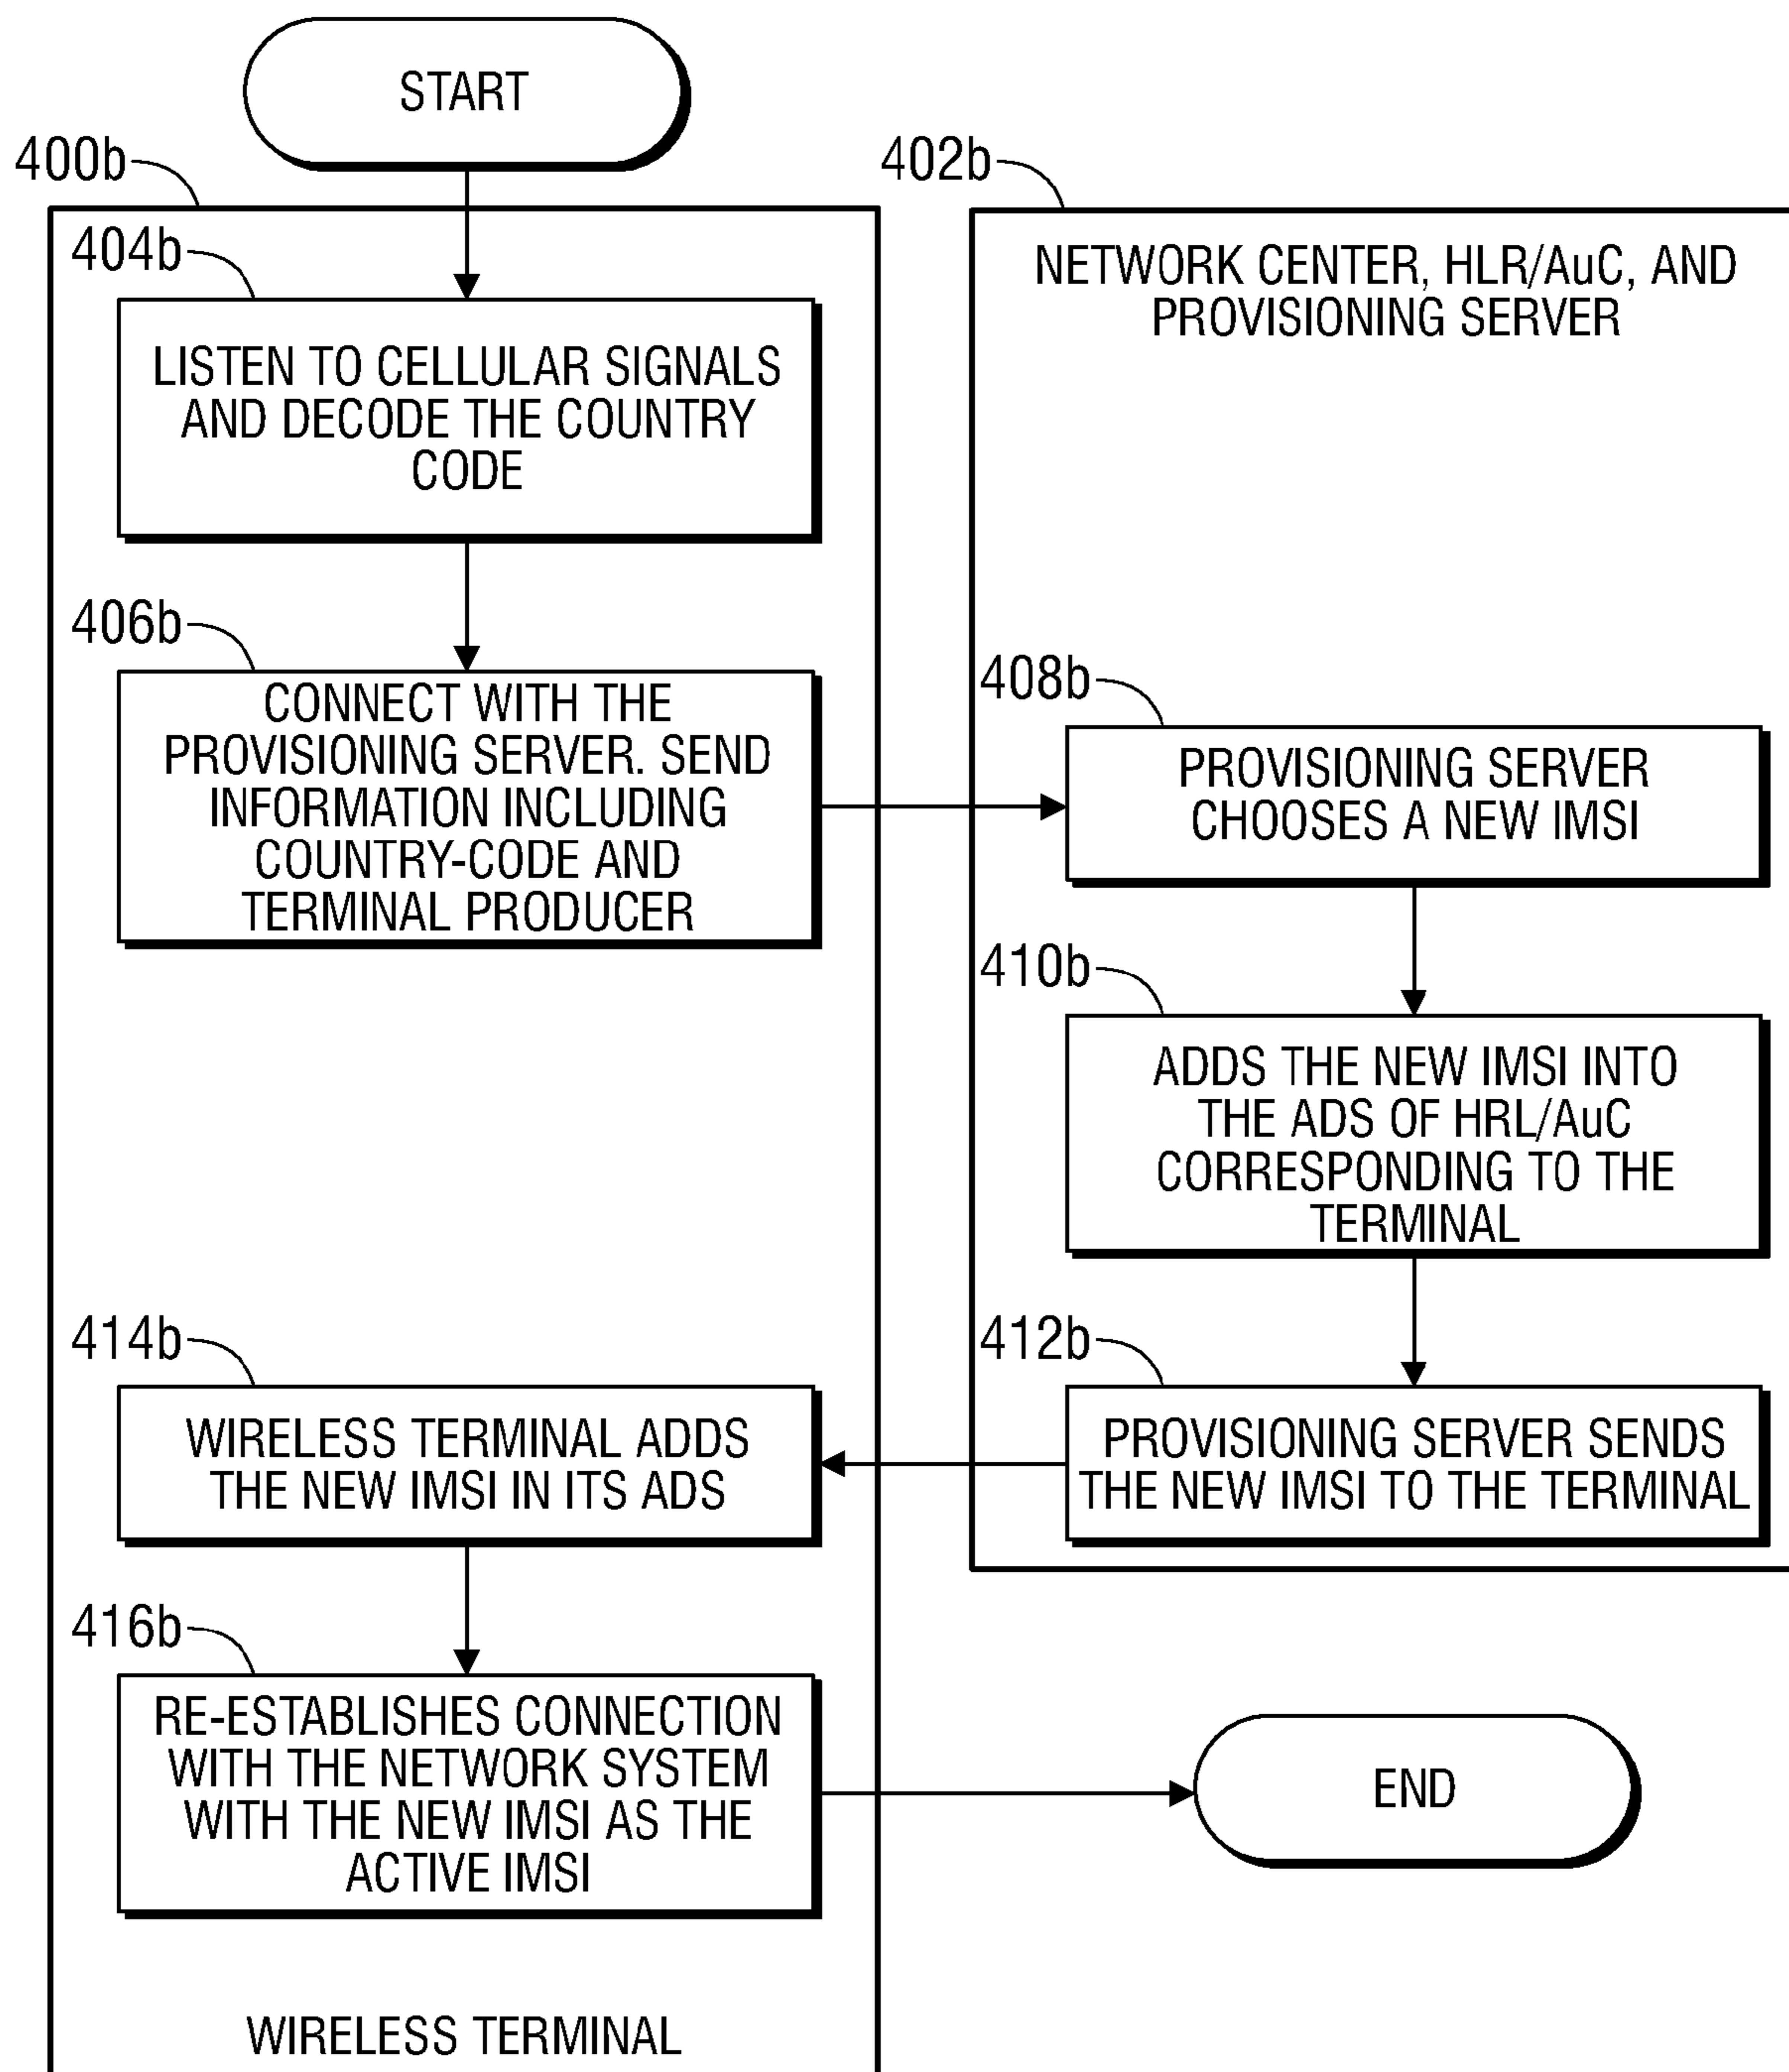 START
400b
402b
404b
NETWORK CENTER, HLR/AuC, AND
PROVISIONING SERVER
LISTEN TO CELLULAR SIGNALS
AND DECODE THE COUNTRY
CODE
406b
CONNECT WITH THE
PROVISIONING SERVER. SEND
INFORMATION INCLUDING
COUNTRY-CODE AND
TERMINAL PRODUCER
408b
PROVISIONING SERVER
CHOOSES A NEW IMSI
410b
ADDS THE NEW IMSI INTO
THE ADS OF HRL/AuC
CORRESPONDING TO THE
TERMINAL
412b
PROVISIONING SERVER SENDS
THE NEW IMSI TO THE TERMINAL
414b
WIRELESS TERMINAL ADDS
THE NEW IMSI IN ITS ADS
416b
RE-ESTABLISHES CONNECTION
WITH THE NETWORK SYSTEM
WITH THE NEW IMSI AS THE
ACTIVE IMSI
END
WIRELESS TERMINAL